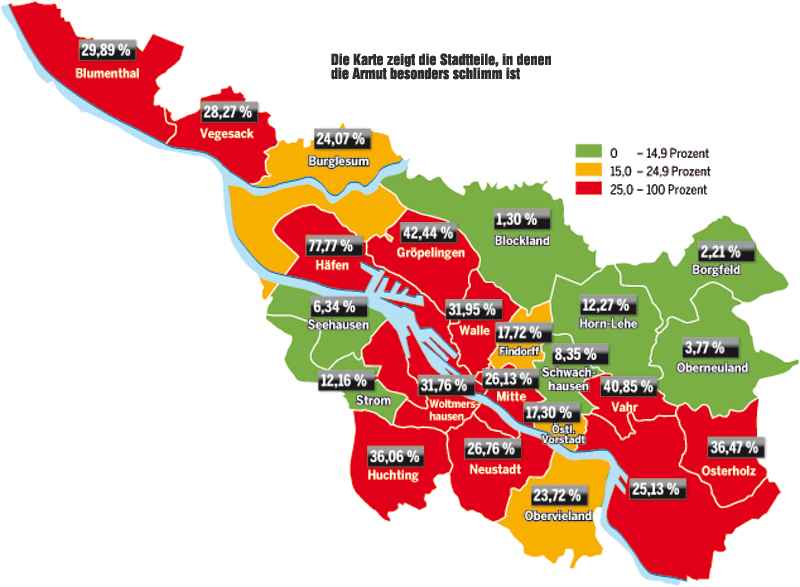 Die Karte zeigt die Stadtteile, in denen
die Armut besonders schlimm ist
0 – 14,9 Prozent
15,0 – 24,9 Prozent
25,0 – 100 Prozent
29,89 %
Blumenthal
28,27 %
Vegesack
24,07 %
Burglesum
77,77 %
Häfen
42,44 %
Gröpelingen
1,30 %
Blockland
2,21 %
Borgfeld
6,34 %
Seehausen
31,95 %
Walle
17,72 %
Findorff
12,27 %
Horn-Lehe
3,77 %
Oberneuland
12,16 %
Strom
31,76 %
Woltmers-
hausen
26,13 %
Mitte
8,35 %
Schwach-
hausen
40,85 %
Vahr
17,30 %
Östl.
Vorstadt
36,06 %
Huchting
26,76 %
Neustadt
23,72 %
Obervieland
25,13 %
36,47 %
Osterholz